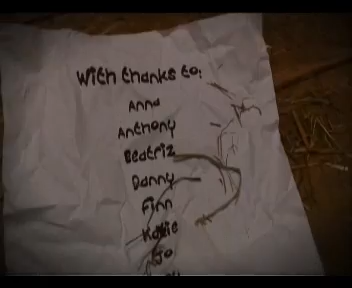 With thanks to:
Anna
Anthony
Beatriz
Danny
Finn
Katie
Jo